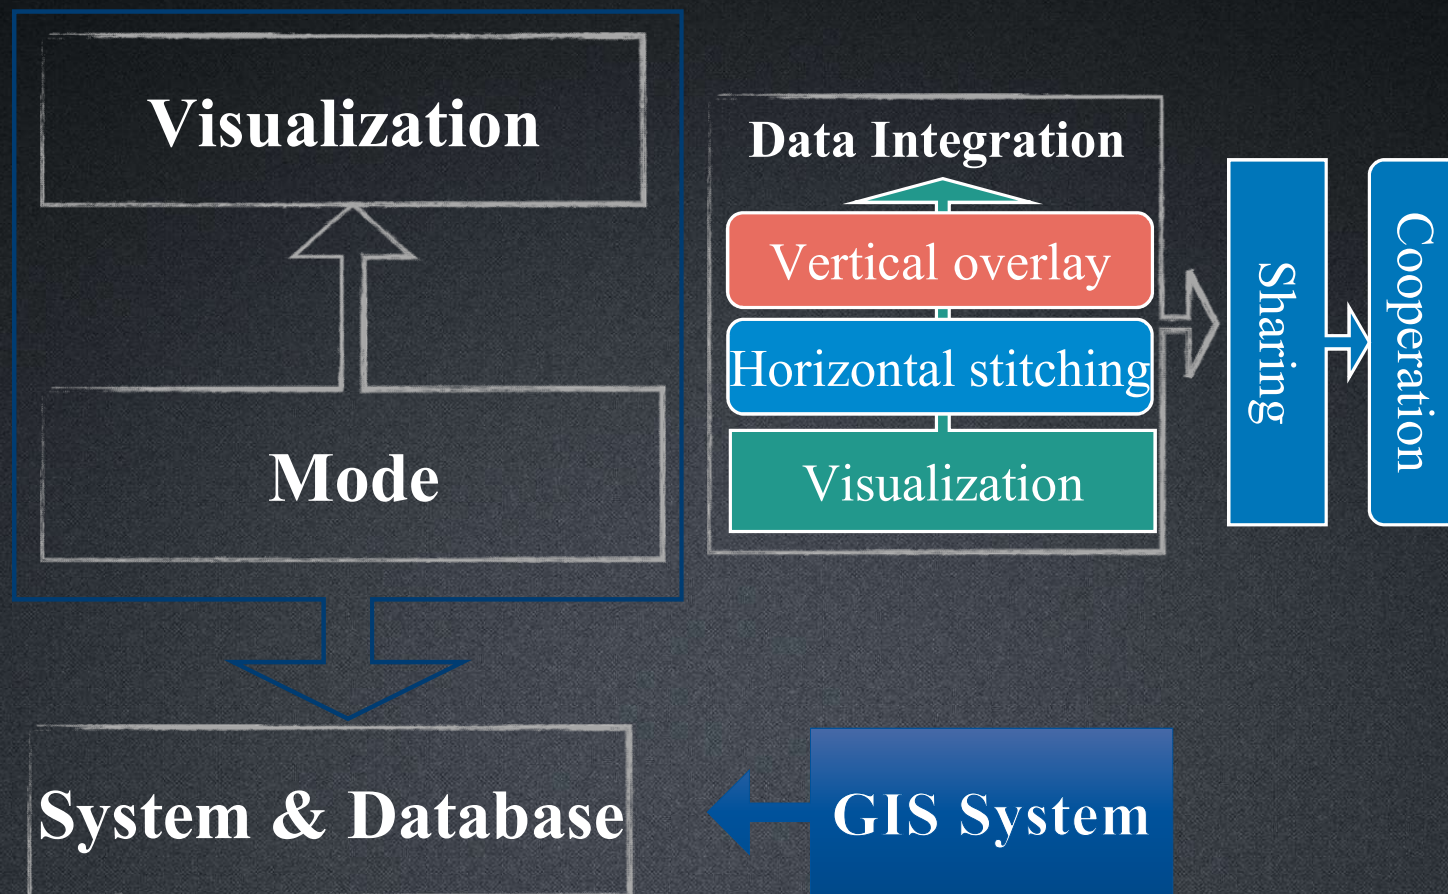 Visualization
Mode
Data Integration
Vertical overlay
Horizontal stitching
Visualization
Sharing
Cooperation
System & Database
GIS System